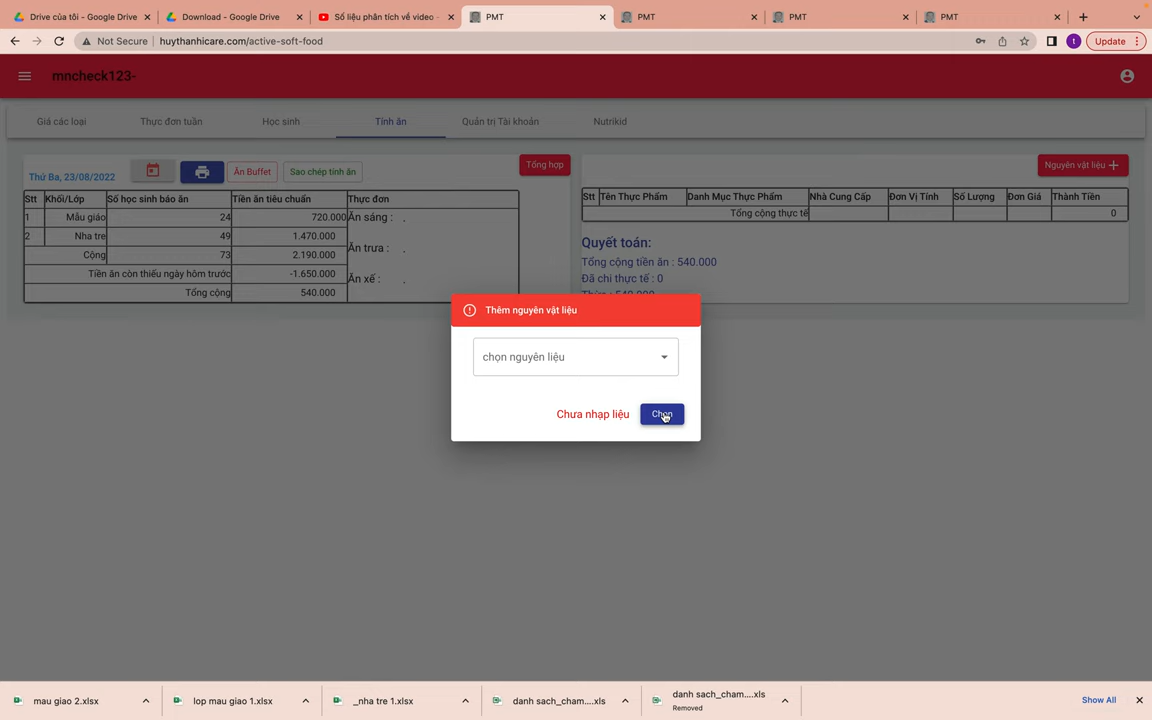 Drive của tôi - Google Drive
Download - Google Drive
Số liệu phân tích về video -
PMT
PMT
PMT
PMT
Not Secure
huythanhicare.com/active-soft-food
t
Update
mncheck123-
Giá các loại
Thực đơn tuần
Học sinh
Tính ăn
Quản trị Tài khoản
Nutrikid
Thứ Ba, 23/08/2022
Ăn Buffet
Sao chép tính ăn
Tổng hợp
Nguyên vật liệu
Stt Khối/Lớp Số học sinh báo ăn Tiền ăn tiêu chuẩn Thực đơn
1 Mẫu giáo 24 720.000 Ăn sáng : .
2 Nha tre 49 1.470.000
Cộng 73 2.190.000 Ăn trưa : .
Tiền ăn còn thiếu ngày hôm trước -1.650.000 Ăn xế : .
Tổng cộng 540.000
Stt Tên Thực Phẩm Danh Mục Thực Phẩm Nhà Cung Cấp Đơn Vị Tính Số Lượng Đơn Giá Thành Tiền
Tổng cộng thực tế 0
Quyết toán:
Tổng cộng tiền ăn : 540.000
Đã chi thực tế : 0
Thừa : 540.000
Thêm nguyên vật liệu
chọn nguyên liệu
Chưa nhạp liệu
Chọn
mau giao 2.xlsx
lop mau giao 1.xlsx
_nha tre 1.xlsx
danh sach_cham....xls
danh sach_cham....xls
Removed
Show All